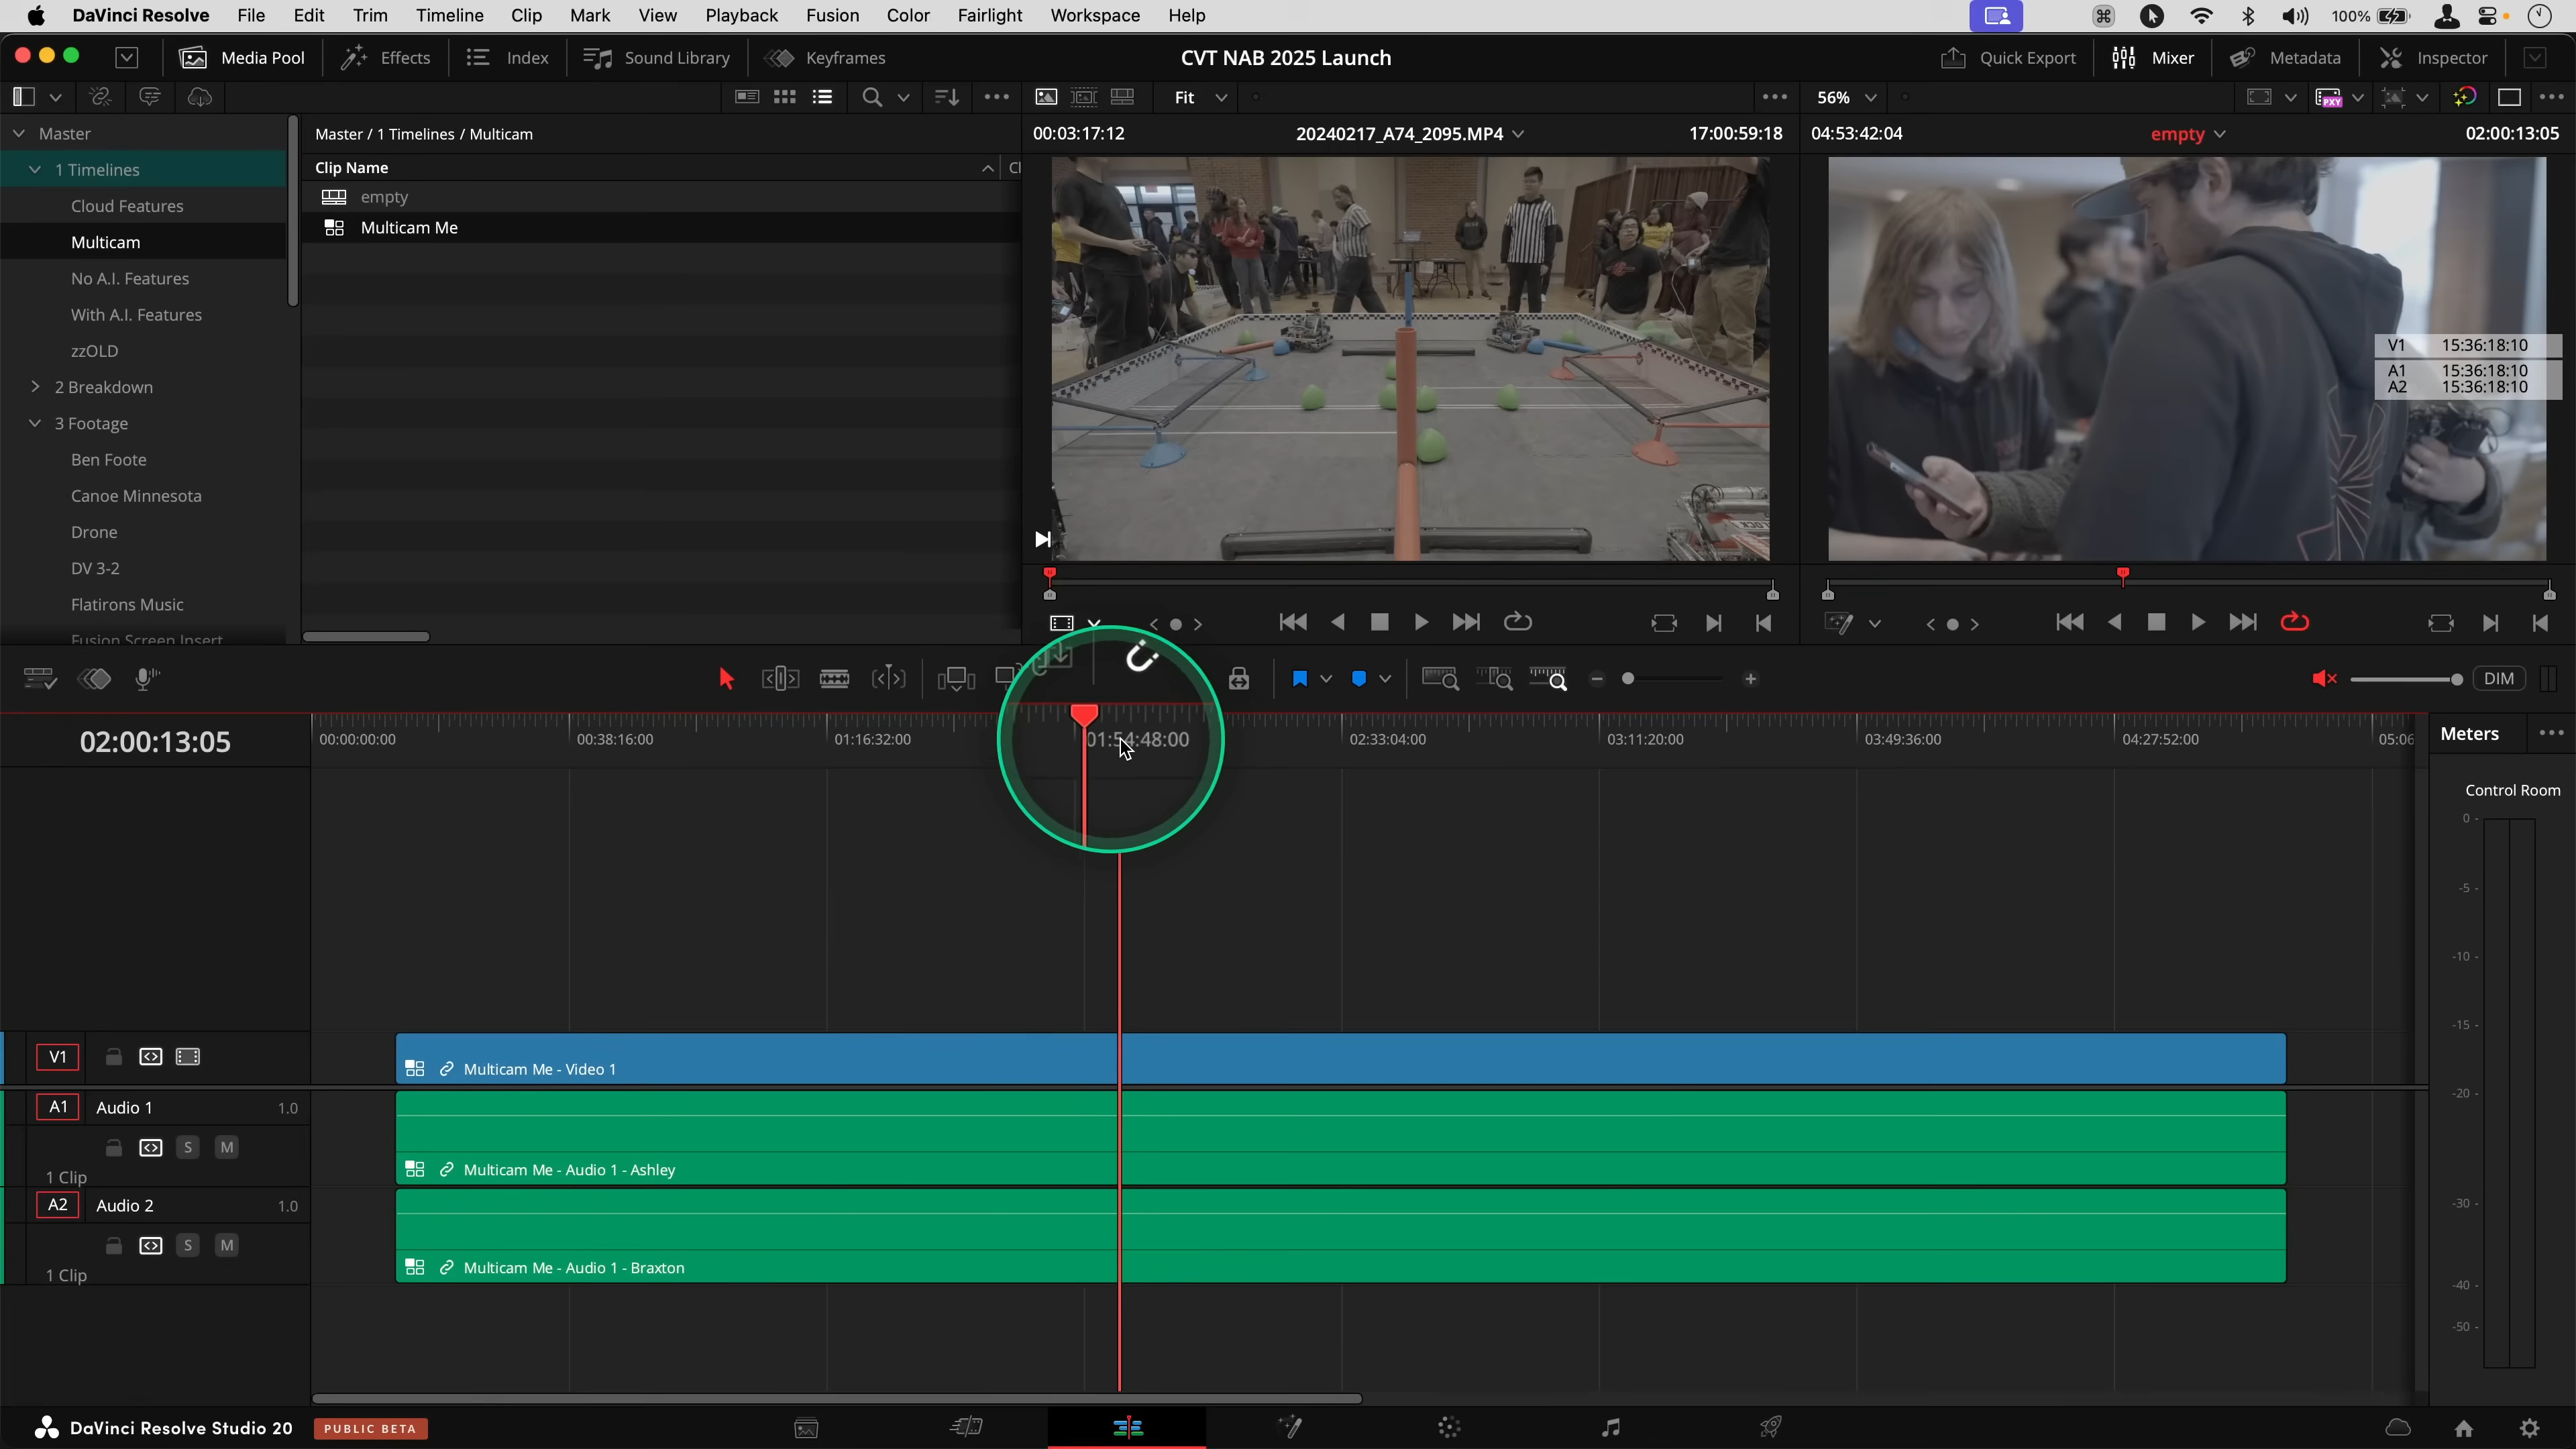 DaVinci Resolve File Edit Trim Timeline Clip Mark View Playback Fusion Color Fairlight Workspace Help 100%
Media Pool Effects Index Sound Library Keyframes CVT NAB 2025 Launch Quick Export Mixer Metadata Inspector
Fit 56% PXY
Master
Master / 1 Timelines / Multicam
00:03:17:12 20240217_A74_2095.MP4 17:00:59:18
04:53:42:04 empty 02:00:13:05
1 Timelines
Cloud Features
Multicam
No A.I. Features
With A.I. Features
zzOLD
2 Breakdown
3 Footage
Ben Foote
Canoe Minnesota
Drone
DV 3-2
Flatirons Music
Fusion Screen Insert
Clip Name
empty
Multicam Me
V1 15:36:18:10
A1 15:36:18:10
A2 15:36:18:10
DIM
02:00:13:05
00:00:00:00 00:38:16:00 01:16:32:00 01:54:48:00 02:33:04:00 03:11:20:00 03:49:36:00 04:27:52:00 05:06
Meters
Control Room
0
-5
-10
-15
-20
-30
-40
-50
V1
Multicam Me - Video 1
A1 Audio 1 1.0
S M
1 Clip
Multicam Me - Audio 1 - Ashley
A2 Audio 2 1.0
S M
1 Clip
Multicam Me - Audio 1 - Braxton
DaVinci Resolve Studio 20 PUBLIC BETA